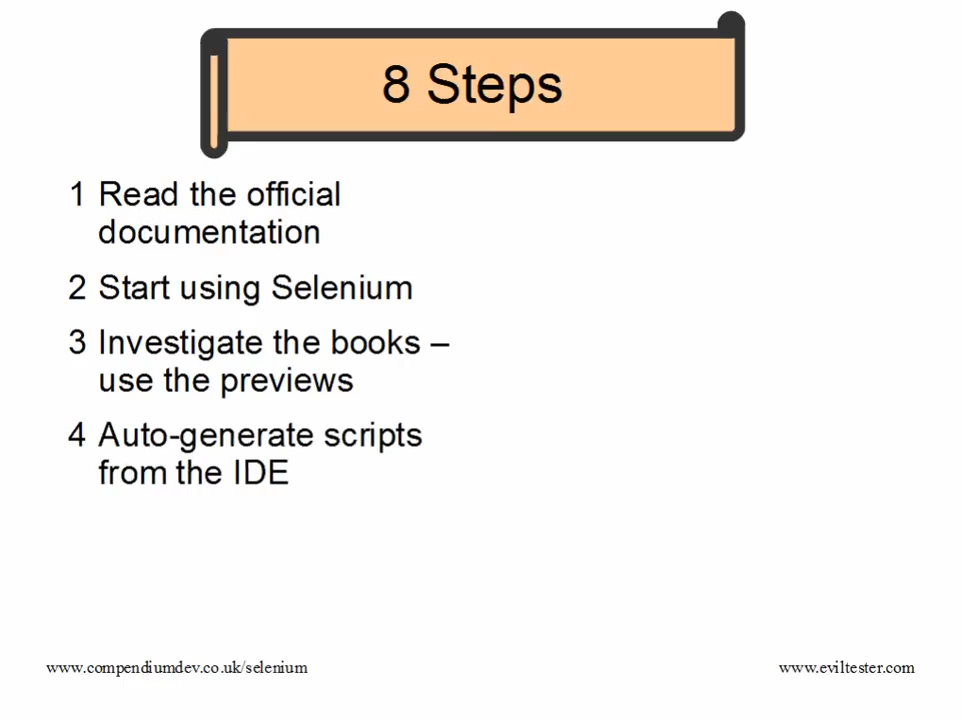 8 Steps
1 Read the official
documentation
2 Start using Selenium
3 Investigate the books –
use the previews
4 Auto-generate scripts
from the IDE
www.compendiumdev.co.uk/selenium
www.eviltester.com